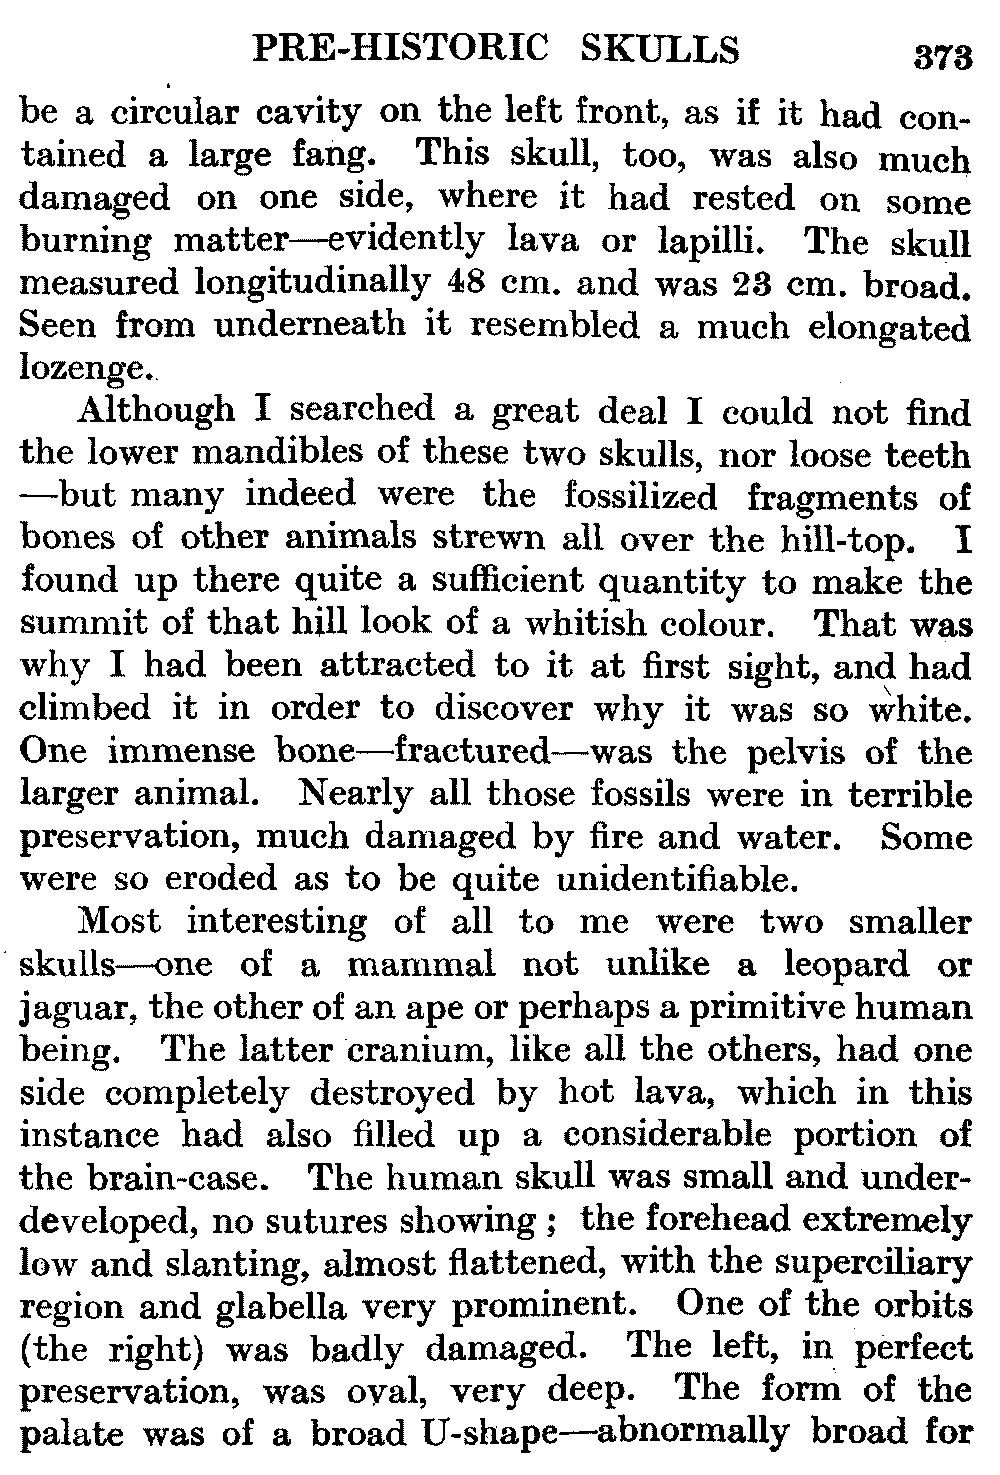 PRE-HISTORIC SKULLS 373
be a circular cavity on the left front, as if it had con-
tained a large fang. This skull, too, was also much
damaged on one side, where it had rested on some
burning matter—evidently lava or lapilli. The skull
measured longitudinally 48 cm. and was 23 cm. broad.
Seen from underneath it resembled a much elongated
lozenge.
Although I searched a great deal I could not find
the lower mandibles of these two skulls, nor loose teeth
—but many indeed were the fossilized fragments of
bones of other animals strewn all over the hill-top. I
found up there quite a sufficient quantity to make the
summit of that hill look of a whitish colour. That was
why I had been attracted to it at first sight, and had
climbed it in order to discover why it was so white.
One immense bone—fractured—was the pelvis of the
larger animal. Nearly all those fossils were in terrible
preservation, much damaged by fire and water. Some
were so eroded as to be quite unidentifiable.
Most interesting of all to me were two smaller
skulls—one of a mammal not unlike a leopard or
jaguar, the other of an ape or perhaps a primitive human
being. The latter cranium, like all the others, had one
side completely destroyed by hot lava, which in this
instance had also filled up a considerable portion of
the brain-case. The human skull was small and under-
developed, no sutures showing; the forehead extremely
low and slanting, almost flattened, with the superciliary
region and glabella very prominent. One of the orbits
(the right) was badly damaged. The left, in perfect
preservation, was oval, very deep. The form of the
palate was of a broad U-shape—abnormally broad for